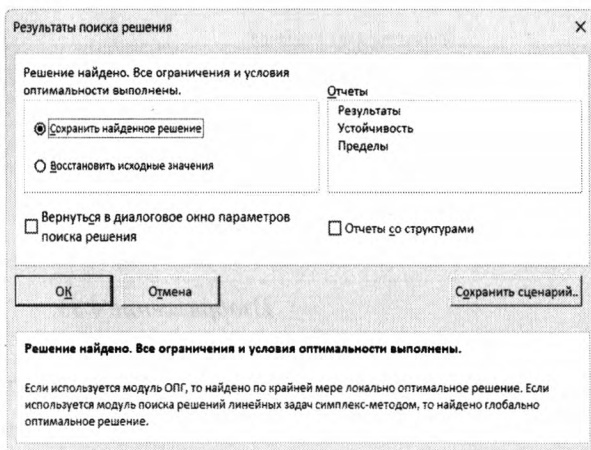 Результаты поиска решения
Решение найдено. Все ограничения и условия
оптимальности выполнены.
Отчеты
Результаты
Устойчивость
Пределы
Сохранить найденное решение
Восстановить исходные значения
Вернуться в диалоговое окно параметров
поиска решения
Отчеты со структурами
ОК
Отмена
Сохранить сценарий..
Решение найдено. Все ограничения и условия оптимальности выполнены.
Если используется модуль ОПГ, то найдено по крайней мере локально оптимальное решение. Если
используется модуль поиска решений линейных задач симплекс-методом, то найдено глобально
оптимальное решение.